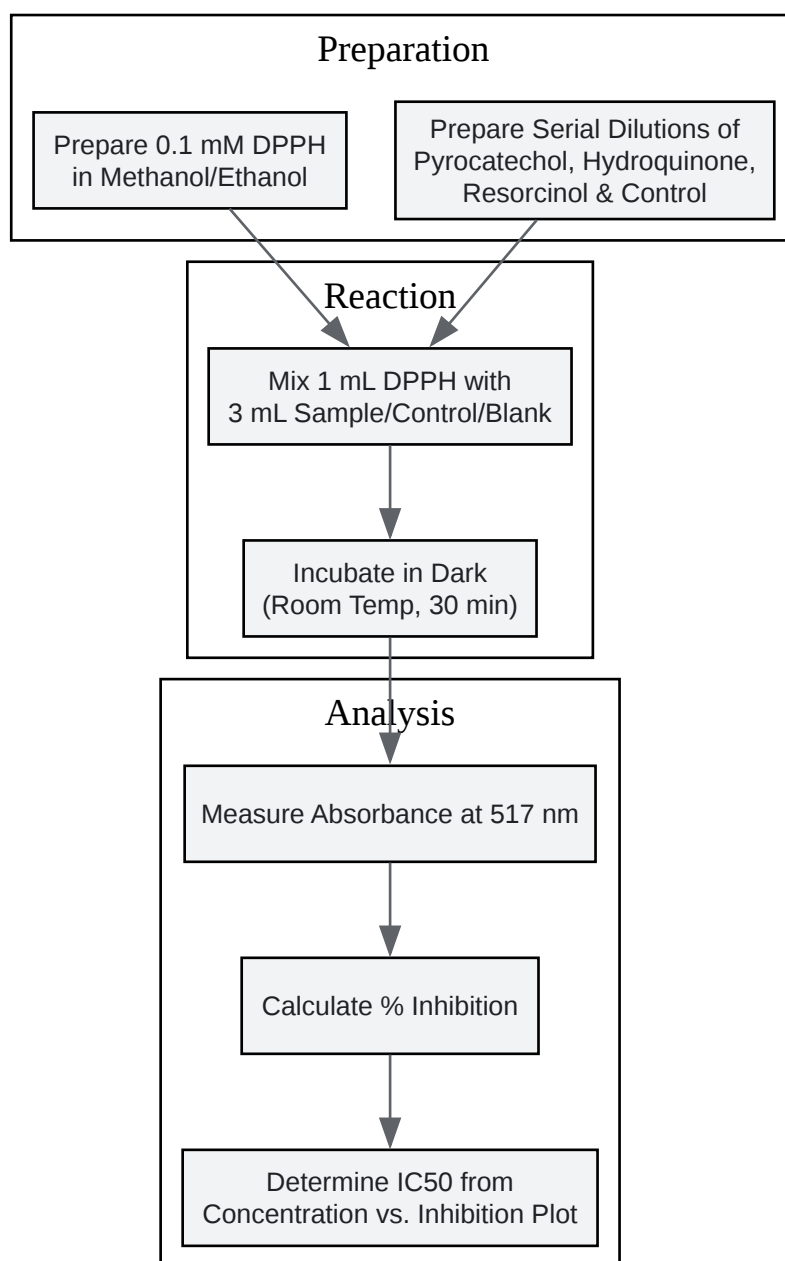 Preparation
Prepare 0.1 mM DPPH
in Methanol/Ethanol
Prepare Serial Dilutions of
Pyrocatechol, Hydroquinone,
Resorcinol & Control
Reaction
Mix 1 mL DPPH with
3 mL Sample/Control/Blank
Incubate in Dark
(Room Temp, 30 min)
Analysis
Measure Absorbance at 517 nm
Calculate % Inhibition
Determine IC50 from
Concentration vs. Inhibition Plot